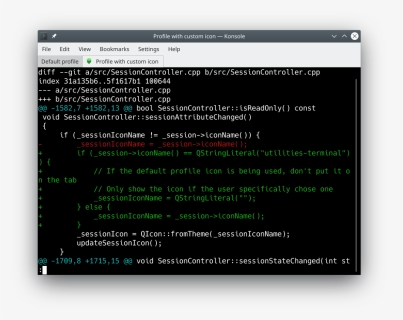 Profile with custom icon — Konsole
File Edit View Bookmarks Settings Help
Default profile Profile with custom icon
diff --git a/src/SessionController.cpp b/src/SessionController.cpp
index 31a135b6..5f1617b1 100644
--- a/src/SessionController.cpp
+++ b/src/SessionController.cpp
@@ -1582,7 +1582,13 @@ bool SessionController::isReadOnly() const
void SessionController::sessionAttributeChanged()
{
if (_sessionIconName != _session->iconName()) {
- _sessionIconName = _session->iconName();
+ if (_session->iconName() == QStringLiteral("utilities-terminal")
) {
+ // If the default profile icon is being used, don't put it o
n the tab
+ // Only show the icon if the user specifically chose one
+ _sessionIconName = QStringLiteral("");
+ } else {
+ _sessionIconName = _session->iconName();
+ }
_sessionIcon = QIcon::fromTheme(_sessionIconName);
updateSessionIcon();
}
@@ -1709,8 +1715,15 @@ void SessionController::sessionStateChanged(int st
: